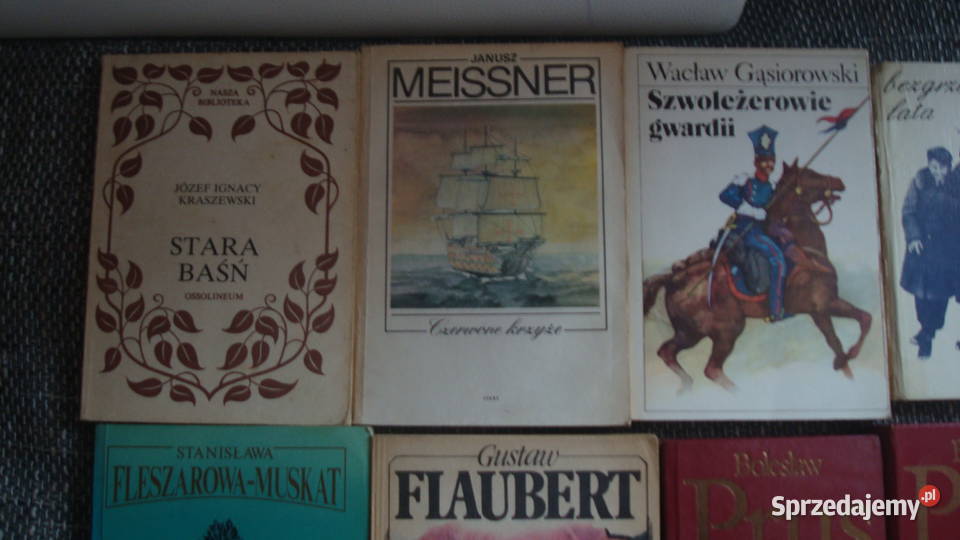 NASZA
BIBLIOTEKA
JÓZEF IGNACY
KRASZEWSKI
STARA
BAŚŃ
OSSOLINEUM
JANUSZ
MEISSNER
Czerwone krzyże
ISKRY
Wacław Gąsiorowski
Szwoleżerowie
gwardii
lata
STANISŁAWA
FLESZAROWA-MUSKAT
Gustaw
FLAUBERT
Bolesław
Prus
Sprzedajemy.pl